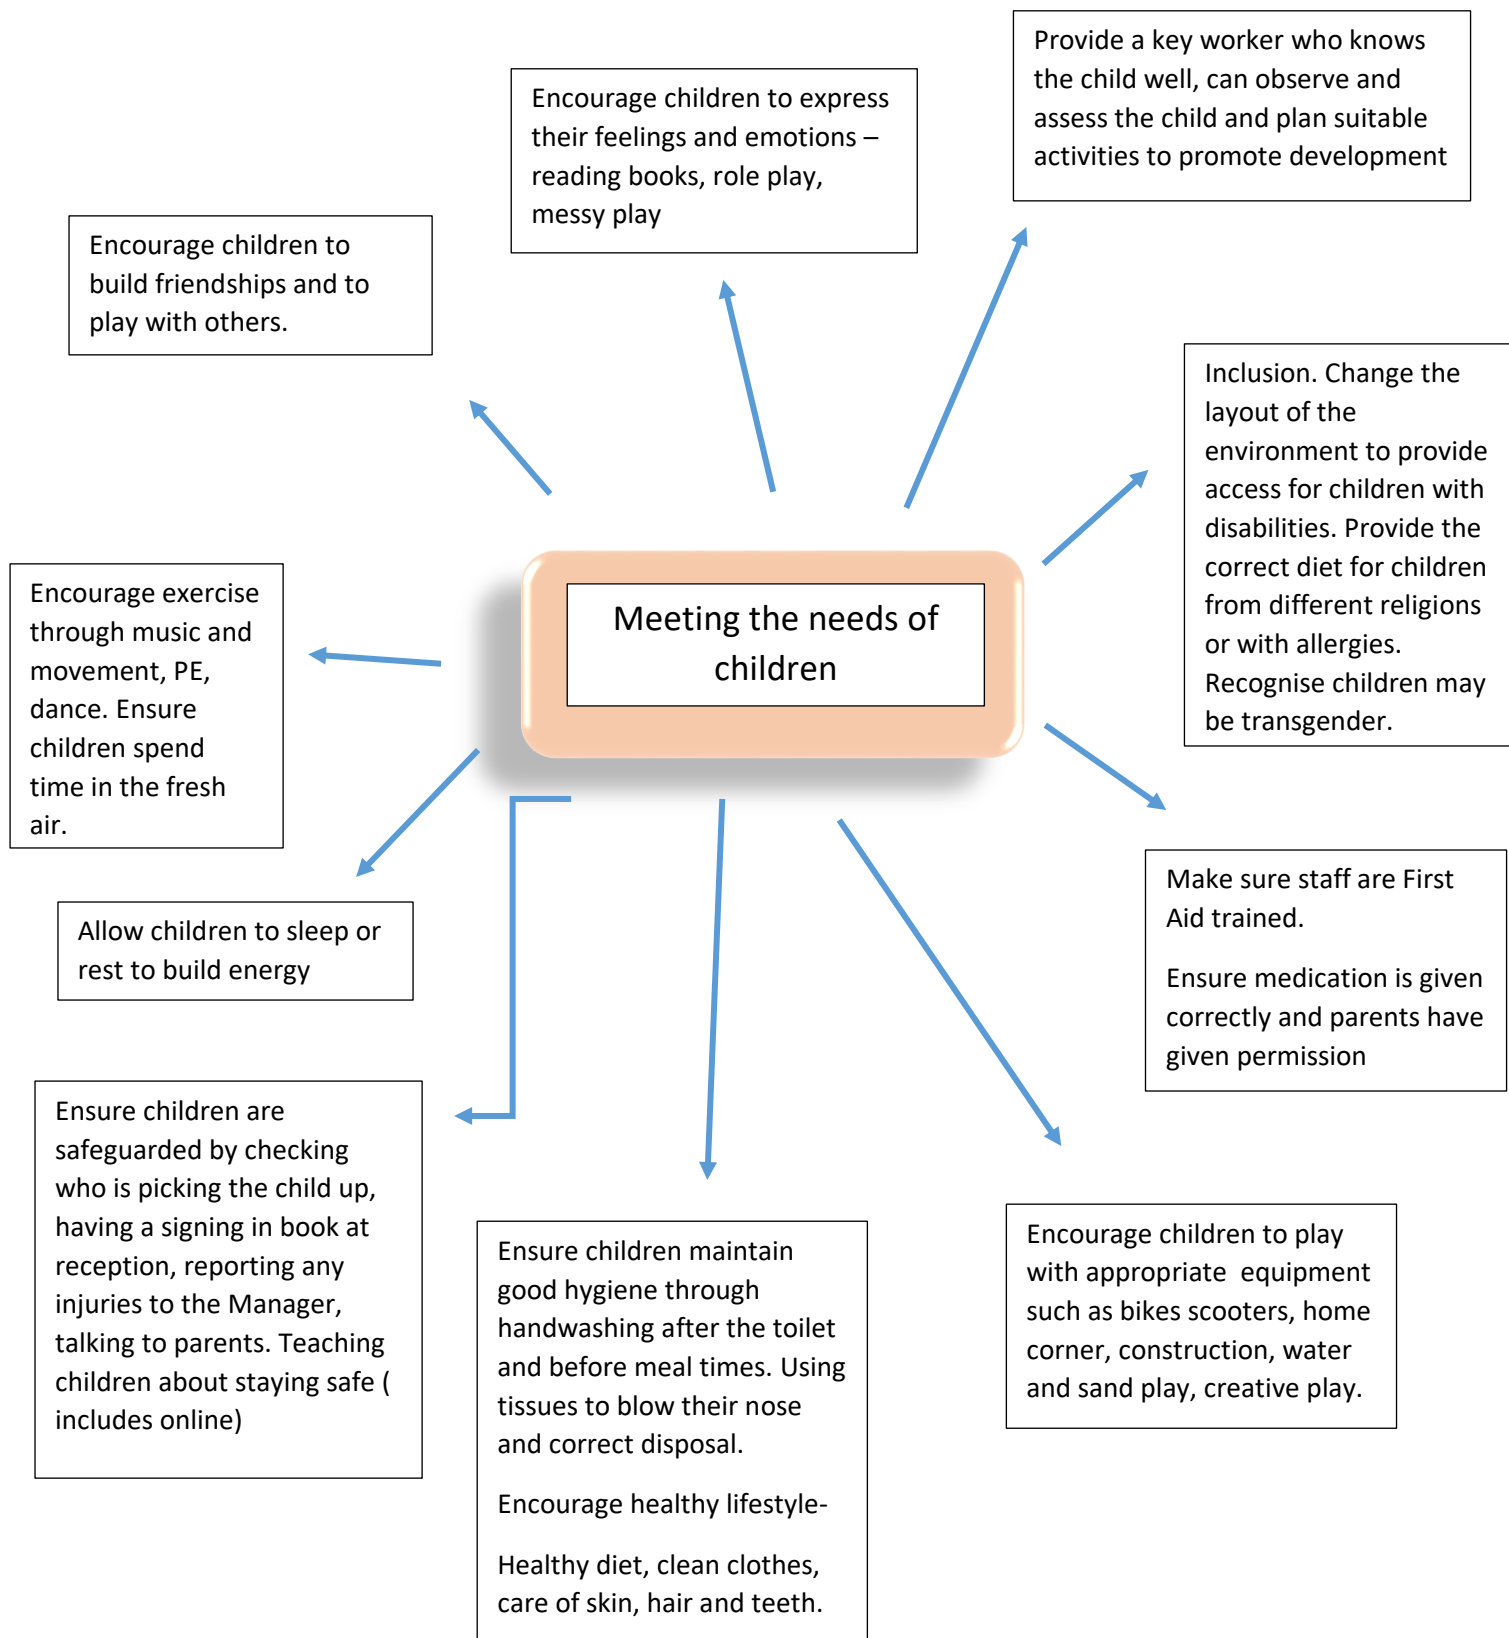 Provide a key worker who knows
the child well, can observe and
assess the child and plan suitable
activities to promote development
Encourage children to express
their feelings and emotions –
reading books, role play,
messy play
Encourage children to
build friendships and to
play with others.
Inclusion. Change the
layout of the
environment to provide
access for children with
disabilities. Provide the
correct diet for children
from different religions
or with allergies.
Recognise children may
be transgender.
Encourage exercise
through music and
movement, PE,
dance. Ensure
children spend
time in the fresh
air.
Meeting the needs of
children
Make sure staff are First
Aid trained.
Ensure medication is given
correctly and parents have
given permission
Allow children to sleep or
rest to build energy
Ensure children are
safeguarded by checking
who is picking the child up,
having a signing in book at
reception, reporting any
injuries to the Manager,
talking to parents. Teaching
children about staying safe (
includes online)
Ensure children maintain
good hygiene through
handwashing after the toilet
and before meal times. Using
tissues to blow their nose
and correct disposal.
Encourage healthy lifestyle-
Healthy diet, clean clothes,
care of skin, hair and teeth.
Encourage children to play
with appropriate  equipment
such as bikes scooters, home
corner, construction, water
and sand play, creative play.